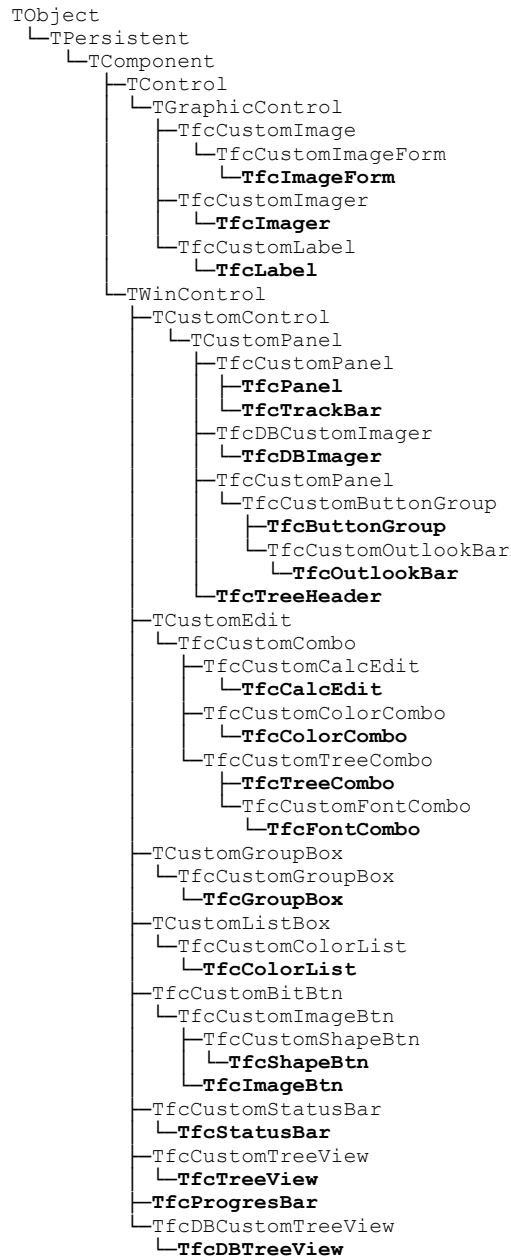 TObject
TPersistent
TComponent
TControl
TGraphicControl
TfcCustomImage
TfcCustomImageForm
TfcImageForm
TfcCustomImager
TfcImager
TfcCustomLabel
TfcLabel
TWinControl
TCustomControl
TCustomPanel
TfcCustomPanel
TfcPanel
TfcTrackBar
TfcDBCustomImager
TfcDBImager
TfcCustomPanel
TfcCustomButtonGroup
TfcButtonGroup
TfcCustomOutlookBar
TfcOutlookBar
TfcTreeHeader
TCustomEdit
TfcCustomCombo
TfcCustomCalcEdit
TfcCalcEdit
TfcCustomColorCombo
TfcColorCombo
TfcCustomTreeCombo
TfcTreeCombo
TfcCustomFontCombo
TfcFontCombo
TCustomGroupBox
TfcCustomGroupBox
TfcGroupBox
TCustomListBox
TfcCustomColorList
TfcColorList
TfcCustomBitBtn
TfcCustomImageBtn
TfcCustomShapeBtn
TfcShapeBtn
TfcImageBtn
TfcCustomStatusBar
TfcStatusBar
TfcCustomTreeView
TfcTreeView
TfcProgresBar
TfcDBCustomTreeView
TfcDBTreeView